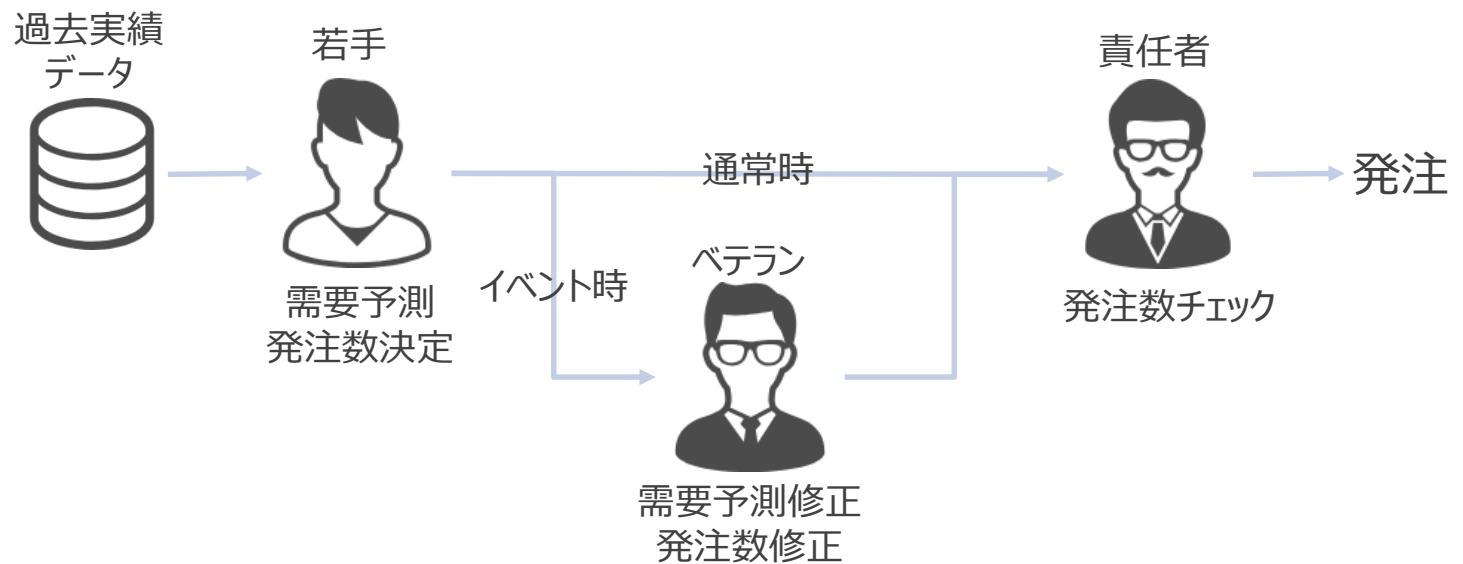 過去実績
データ
若手
需要予測
発注数決定
通常時
イベント時
ベテラン
需要予測修正
発注数修正
責任者
発注数チェック
発注